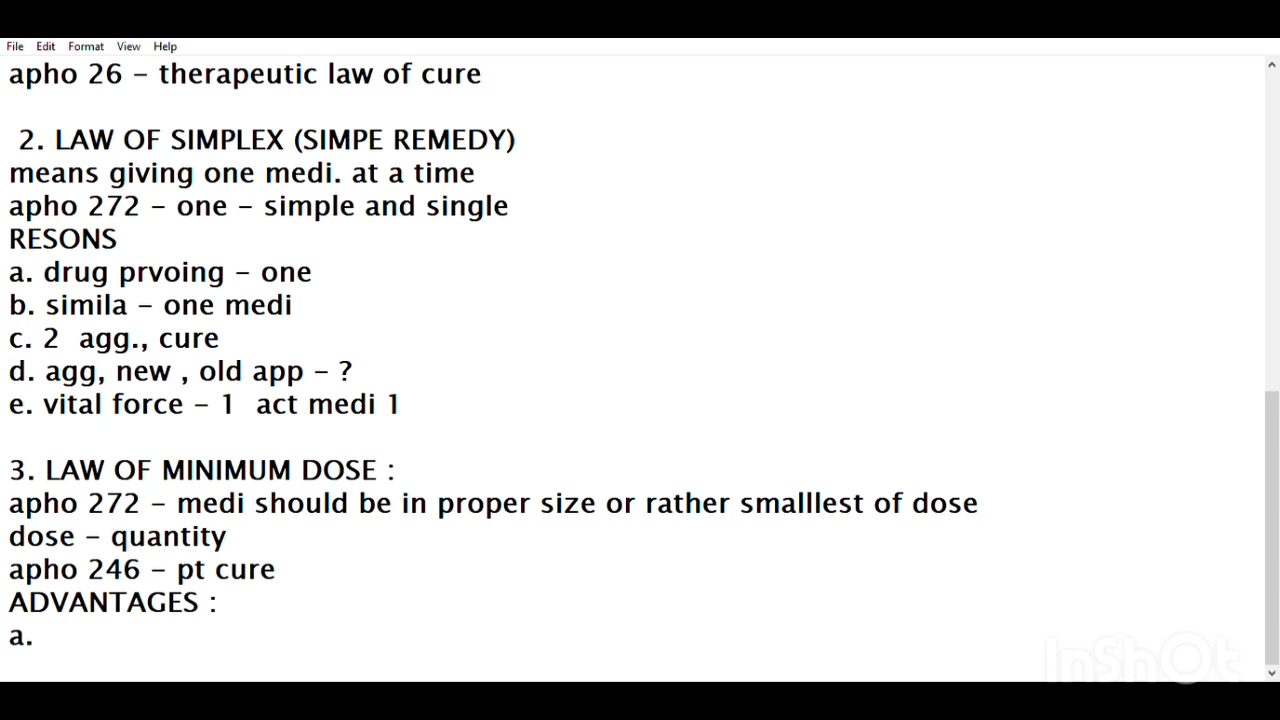 File Edit Format View Help
apho 26 – therapeutic law of cure
2. LAW OF SIMPLEX (SIMPE REMEDY)
means giving one medi. at a time
apho 272 – one – simple and single
RESONS
a. drug prvoing – one
b. simila – one medi
c. 2  agg., cure
d. agg, new , old app – ?
e. vital force – 1  act medi 1
3. LAW OF MINIMUM DOSE :
apho 272 – medi should be in proper size or rather smalllest of dose
dose – quantity
apho 246 – pt cure
ADVANTAGES :
a.
InShOt